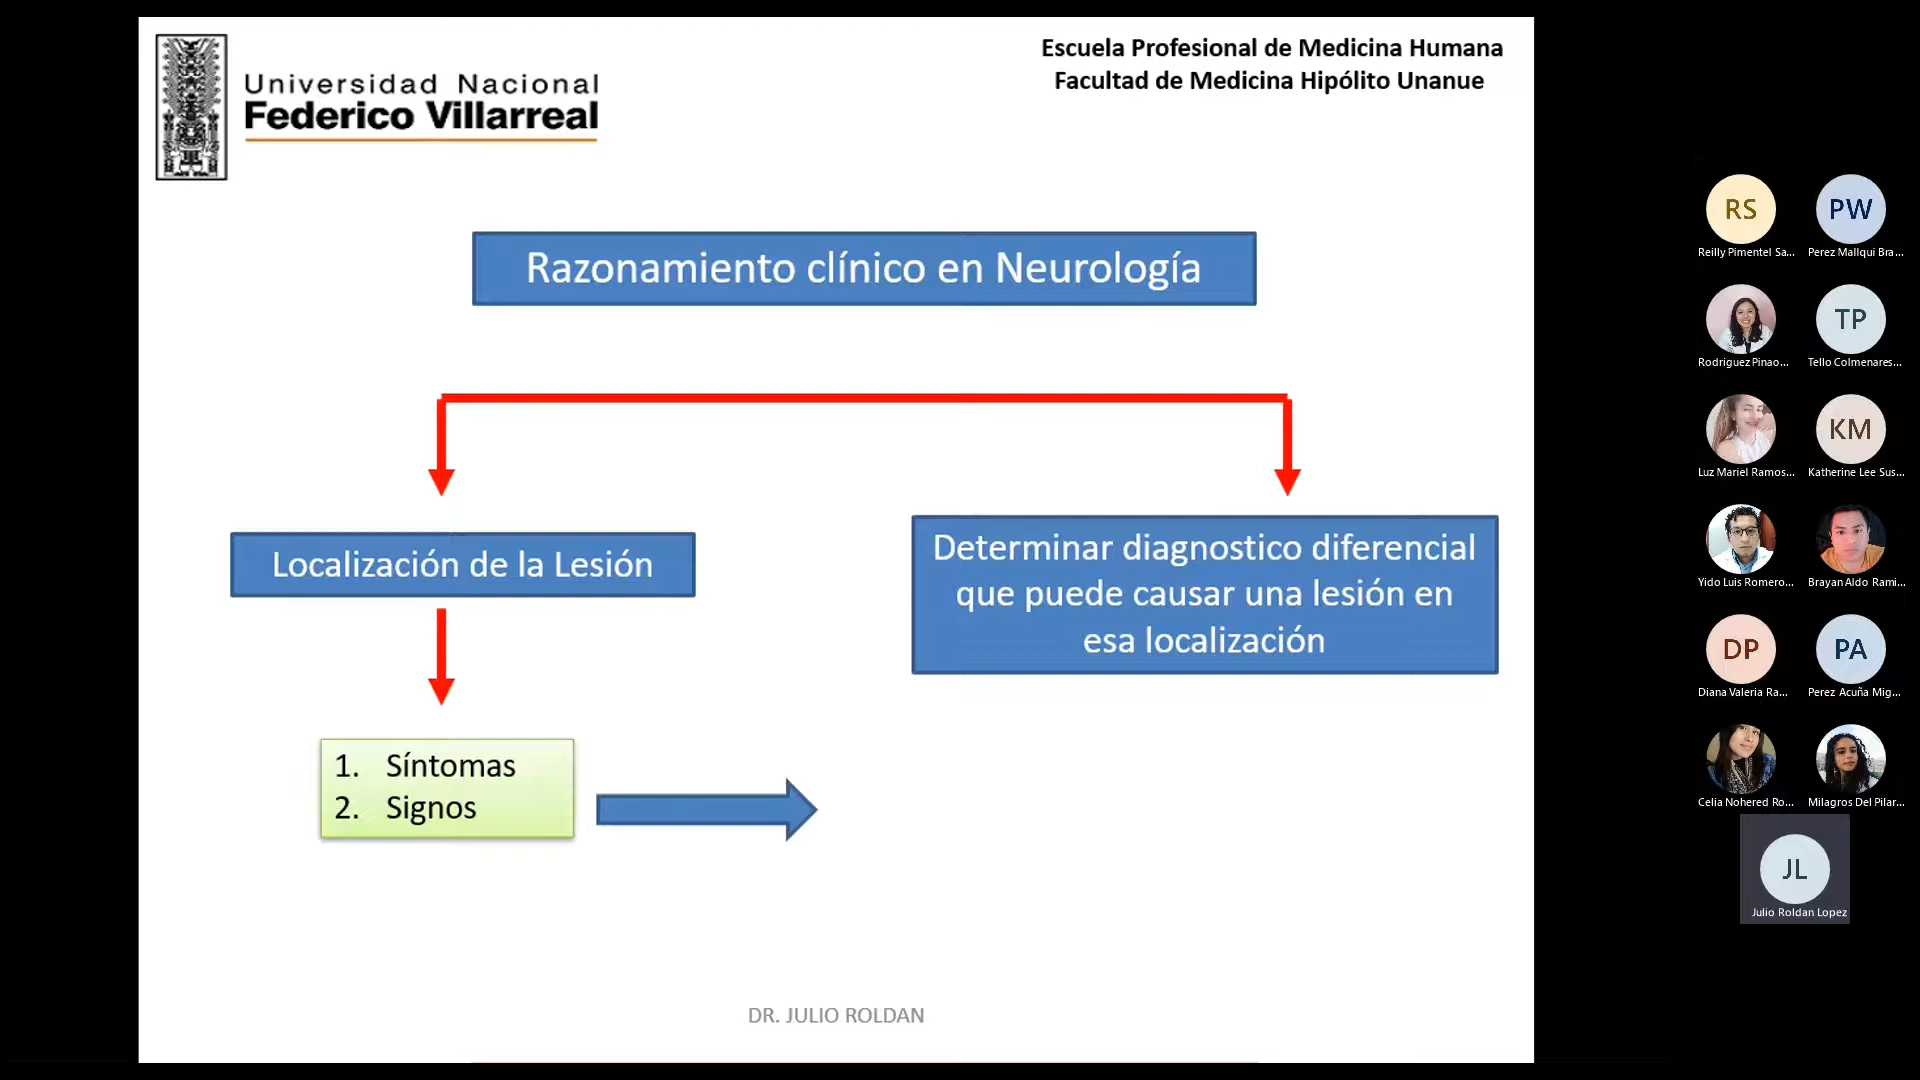 Universidad Nacional
Federico Villarreal
Escuela Profesional de Medicina Humana
Facultad de Medicina Hipólito Unanue
Razonamiento clínico en Neurología
Localización de la Lesión
Determinar diagnostico diferencial
que puede causar una lesión en
esa localización
1. Síntomas
2. Signos
DR. JULIO ROLDAN
RS
PW
Reilly Pimentel Sa...
Perez Mallqui Bra...
TP
Rodriguez Pinao...
Tello Colmenares...
KM
Luz Mariel Ramos...
Katherine Lee Sus...
Yido Luis Romero...
Brayan Aldo Rami...
DP
PA
Diana Valeria Ra...
Perez Acuña Mig...
Celia Nohered Ro...
Milagros Del Pilar...
JL
Julio Roldan Lopez